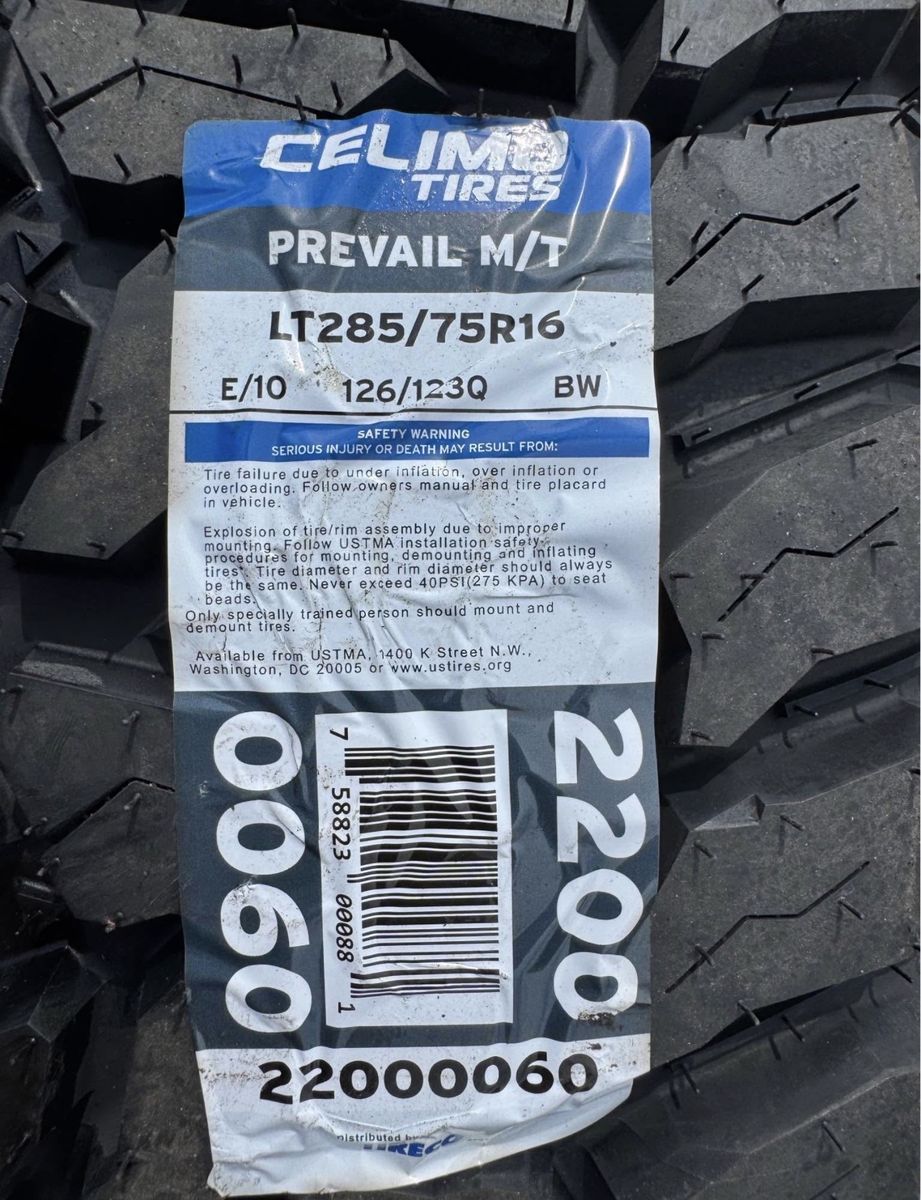 CELIMO
TIRES
PREVAIL M/T
LT285/75R16
E/10 126/123Q BW
SAFETY WARNING
SERIOUS INJURY OR DEATH MAY RESULT FROM:
Tire failure due to under inflation, over inflation or
overloading. Follow owners manual and tire placard
in vehicle.
Explosion of tire/rim assembly due to improper
mounting. Follow USTMA installation safety
procedures for mounting, demounting and inflating
tires. Tire diameter and rim diameter should always
be the same. Never exceed 40PSI(275 KPA) to seat
beads.
Only specially trained person should mount and
demount tires.
Available from USTMA, 1400 K Street N.W.,
Washington, DC 20005 or www.ustires.org
2200
7 58823 00088 1
0060
22000060
Distributed by
TIRECO